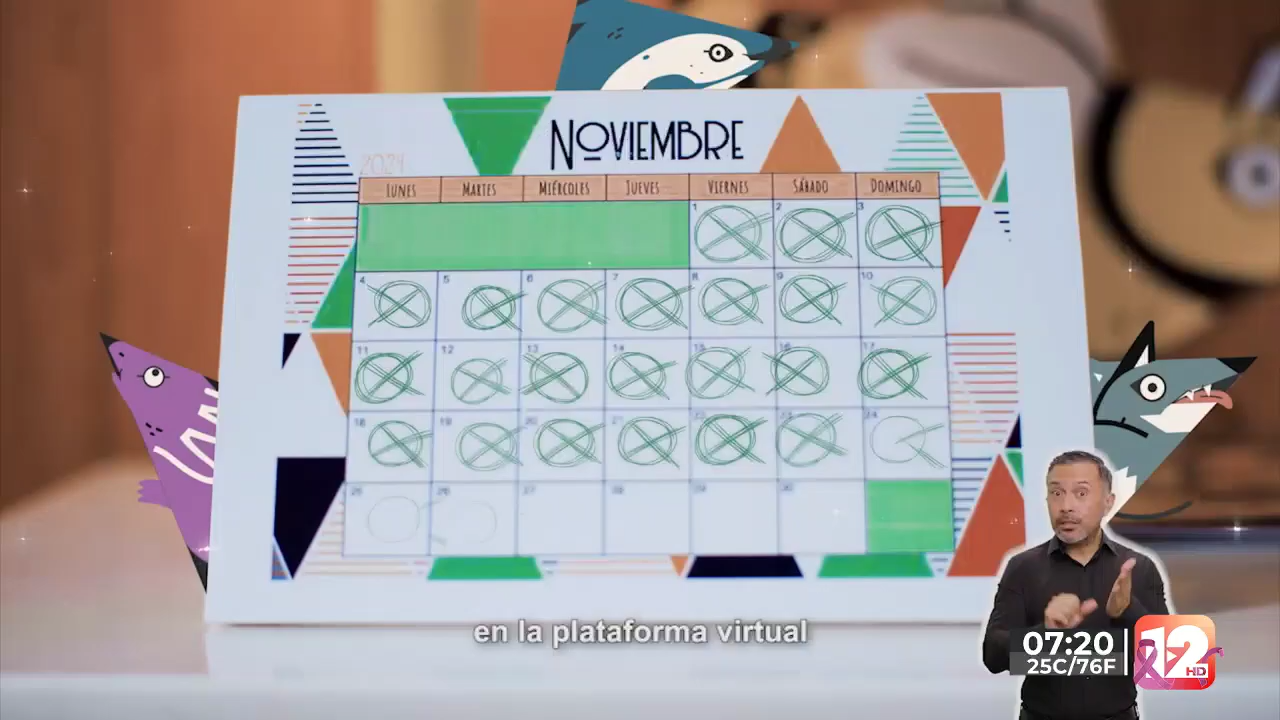 NOVIEMBRE
2024
LUNES MARTES MIÉRCOLES JUEVES VIERNES SÁBADO DOMINGO
1 2 3
4 5 6 7 8 9 10
11 12 13 14 15 16 17
18 19 20 21 22 23 24
25 26 27 28 29 30
en la plataforma virtual
07:20
25C/76F
12
HD